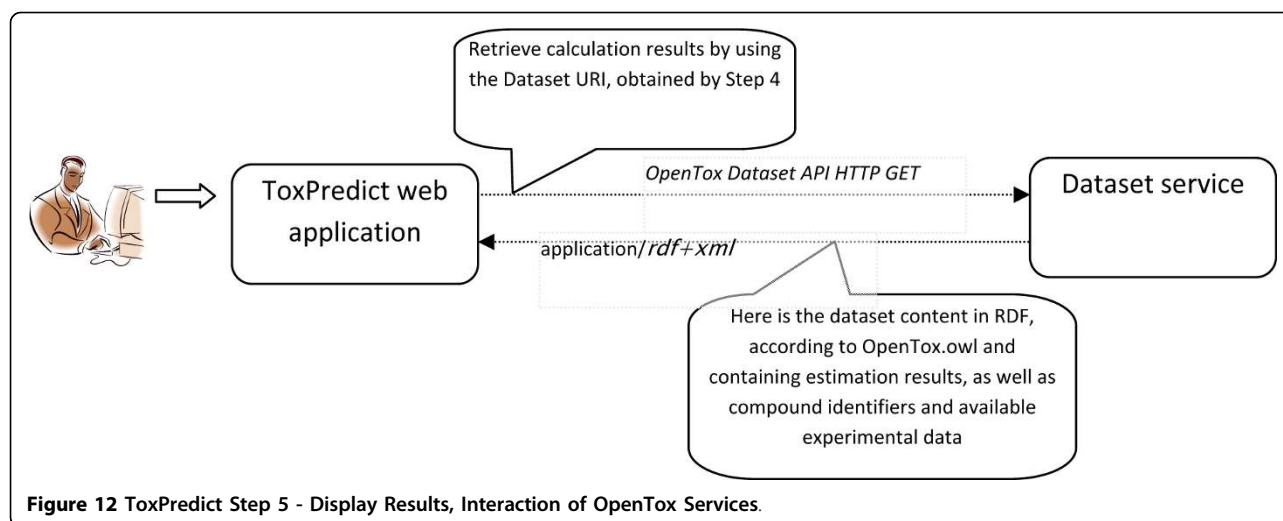 Retrieve calculation results by using
the Dataset URI, obtained by Step 4
ToxPredict web
application
OpenTox Dataset API HTTP GET
Dataset service
application/rdf+xml
Here is the dataset content in RDF,
according to OpenTox.owl and
containing estimation results, as well as
compound identifiers and available
experimental data
Figure 12 ToxPredict Step 5 - Display Results, Interaction of OpenTox Services.